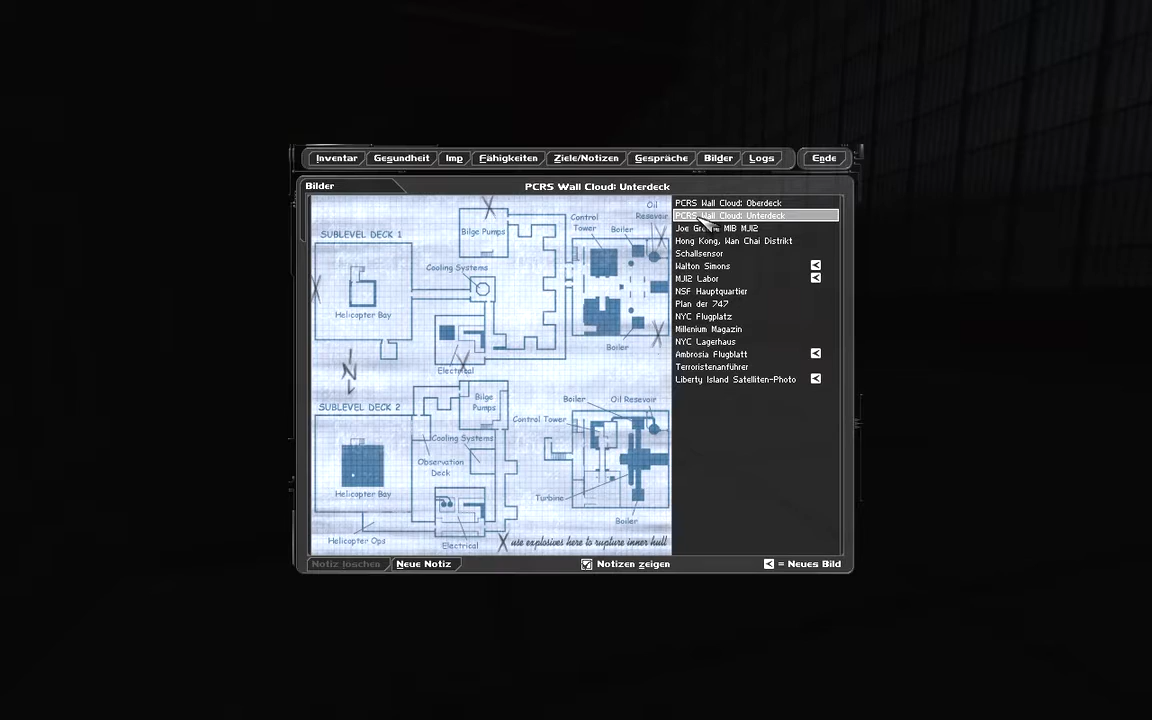 Inventar Gesundheit Imp Fähigkeiten Ziele/Notizen Gespräche Bilder Logs Ende
Bilder PCRS Wall Cloud: Unterdeck
SUBLEVEL DECK 1
Bilge Pumps
Cooling Systems
Helicopter Bay
Electrical
Control
Tower
Boiler
Oil
Resevoir
Boiler
N
SUBLEVEL DECK 2
Bilge
Pumps
Cooling Systems
Observation
Deck
Helicopter Bay
Helicopter Ops
Electrical
Boiler
Oil Resevoir
Control Tower
Turbine
Boiler
X use explosives here to rupture inner hull
PCRS Wall Cloud: Oberdeck
PCRS Wall Cloud: Unterdeck
MIB MJ12
Hong Kong, Wan Chai Distrikt
Schallsensor
Walton Simons
MJ12 Labor
NSF Hauptquartier
Plan der 747
NYC Flugplatz
Millenium Magazin
NYC Lagerhaus
Ambrosia Flugblatt
Terroristenanführer
Liberty Island Satelliten-Photo
Notiz löschen Neue Notiz Notizen zeigen = Neues Bild